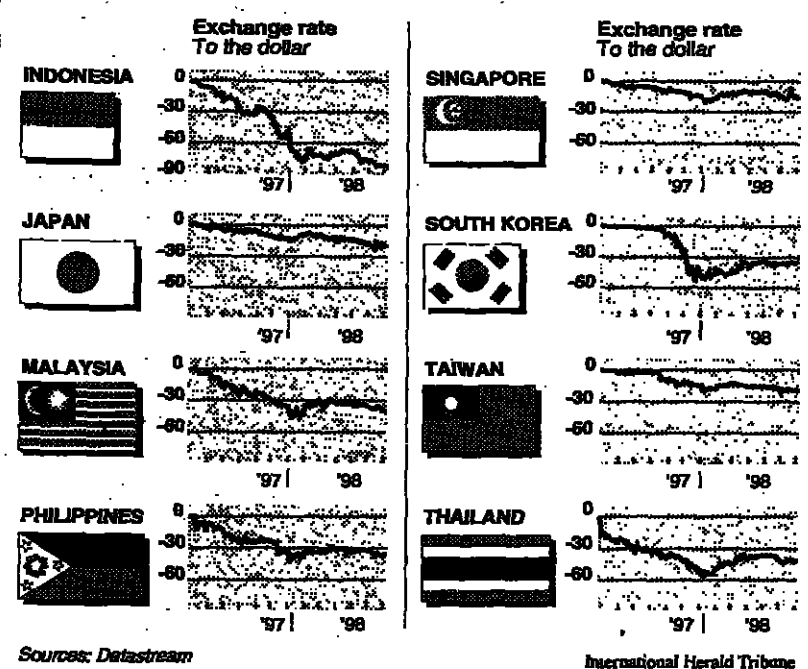 Exchange rate
To the dollar
INDONESIA
0
-30
-60
-90
'97 | '98
JAPAN
0
-30
-60
'97 | '98
MALAYSIA
0
-30
-60
'97 | '98
PHILIPPINES
0
-30
-60
'97 | '98
Exchange rate
To the dollar
SINGAPORE
0
-30
-60
'97 | '98
SOUTH KOREA
0
-30
-60
'97 | '98
TAIWAN
0
-30
-60
'97 | '98
THAILAND
0
-30
-60
'97 | '98
Sources: Datastream
International Herald Tribune